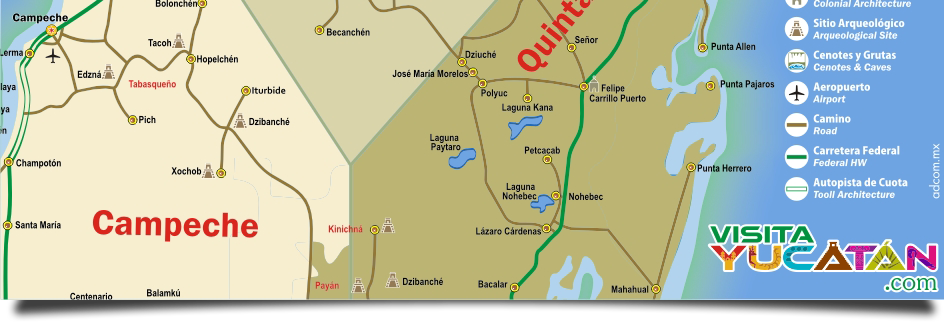 Campeche
Bolonchén
Becanchén
Lerma
Tacoh
Hopelchén
Edzná
Tabasqueño
Iturbide
Pich
Dzibanché
Champotón
Xochob
Santa María
Campeche
Centenario
Balamkú
Quinta
Dziuché
José María Morelos
Polyuc
Señor
Felipe
Carrillo Puerto
Laguna Kana
Laguna
Paytaro
Petcacab
Laguna
Nohebec
Nohebec
Lázaro Cárdenas
Kinichná
Payán
Dzibanché
Bacalar
Mahahual
Punta Allen
Punta Pajaros
Punta Herrero
Colonial Architecture
Sitio Arqueológico
Arqueological Site
Cenotes y Grutas
Cenotes & Caves
Aeropuerto
Airport
Camino
Road
Carretera Federal
Federal HW
Autopista de Cuota
Tooll Architecture
adcom.mx
VISITA
YUCATÁN
.com